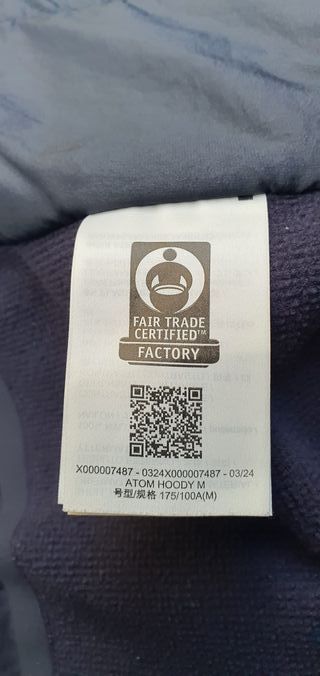 FAIR TRADE
CERTIFIED™
FACTORY
X000007487 - 0324X000007487 - 03/24
ATOM HOODY M
号型/规格 175/100A(M)